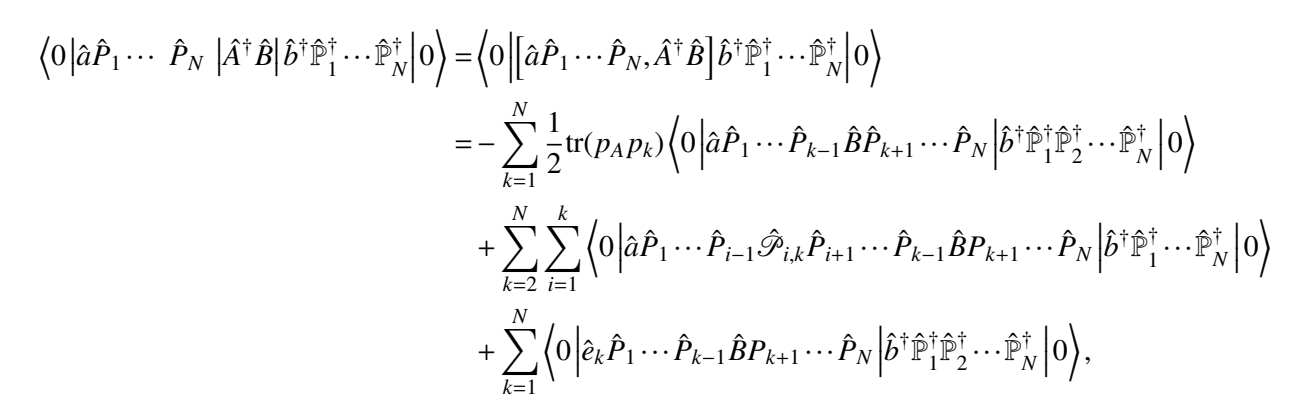 ⟨0|âP̂₁⋯ P̂_N |Â†B̂|b̂†ℙ̂₁†⋯ℙ̂_N†|0⟩ = ⟨0|[âP̂₁⋯P̂_N, Â†B̂]b̂†ℙ̂₁†⋯ℙ̂_N†|0⟩
= − ∑_{k=1}^{N} 1/2 tr(p_A p_k) ⟨0|âP̂₁⋯P̂_{k−1}B̂P̂_{k+1}⋯P̂_N|b̂†ℙ̂₁†ℙ̂₂†⋯ℙ̂_N†|0⟩
+ ∑_{k=2}^{N} ∑_{i=1}^{k} ⟨0|âP̂₁⋯P̂_{i−1}𝒫̂_{i,k}P̂_{i+1}⋯P̂_{k−1}B̂P_{k+1}⋯P̂_N|b̂†ℙ̂₁†⋯ℙ̂_N†|0⟩
+ ∑_{k=1}^{N} ⟨0|ê_kP̂₁⋯P̂_{k−1}B̂P_{k+1}⋯P̂_N|b̂†ℙ̂₁†ℙ̂₂†⋯ℙ̂_N†|0⟩,